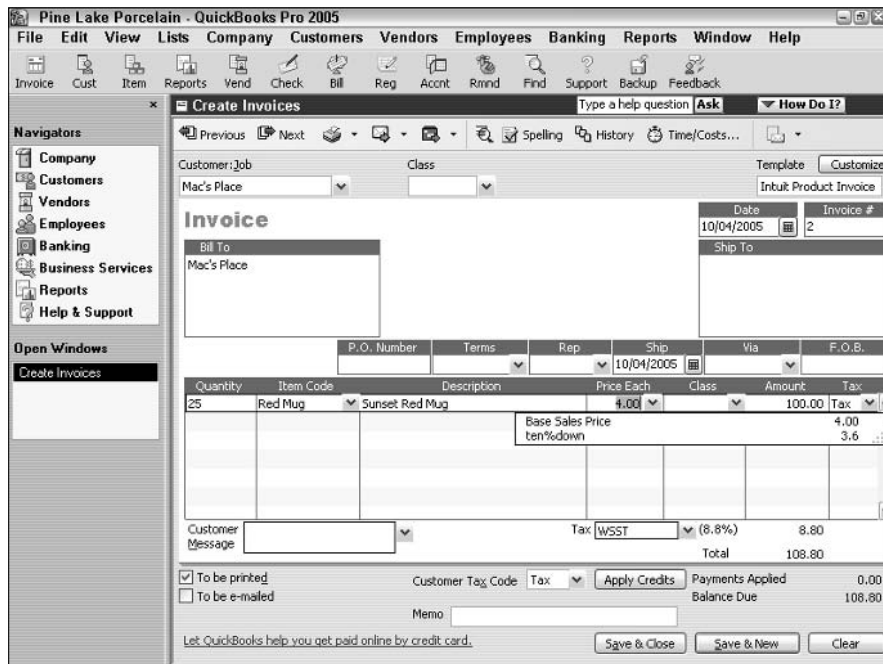 Pine Lake Porcelain - QuickBooks Pro 2005
File Edit View Lists Company Customers Vendors Employees Banking Reports Window Help
Invoice Cust Item Reports Vend Check Bill Reg Accnt Rmnd Find Support Backup Feedback
Create Invoices Type a help question Ask How Do I?
Navigators
Company
Customers
Vendors
Employees
Banking
Business Services
Reports
Help & Support
Open Windows
Create Invoices
Previous Next Spelling History Time/Costs...
Customer:Job Class Template Customize
Mac's Place Intuit Product Invoice
Invoice
Date Invoice #
10/04/2005 2
Bill To Ship To
Mac's Place
P.O. Number Terms Rep Ship Via F.O.B.
10/04/2005
Quantity Item Code Description Price Each Class Amount Tax
25 Red Mug Sunset Red Mug 4.00 100.00 Tax
Base Sales Price 4.00
ten%down 3.6
Customer Message Tax WSST (8.8%) 8.80
Total 108.80
To be printed Customer Tax Code Tax Apply Credits Payments Applied 0.00
To be e-mailed Balance Due 108.80
Memo
Let QuickBooks help you get paid online by credit card. Save & Close Save & New Clear